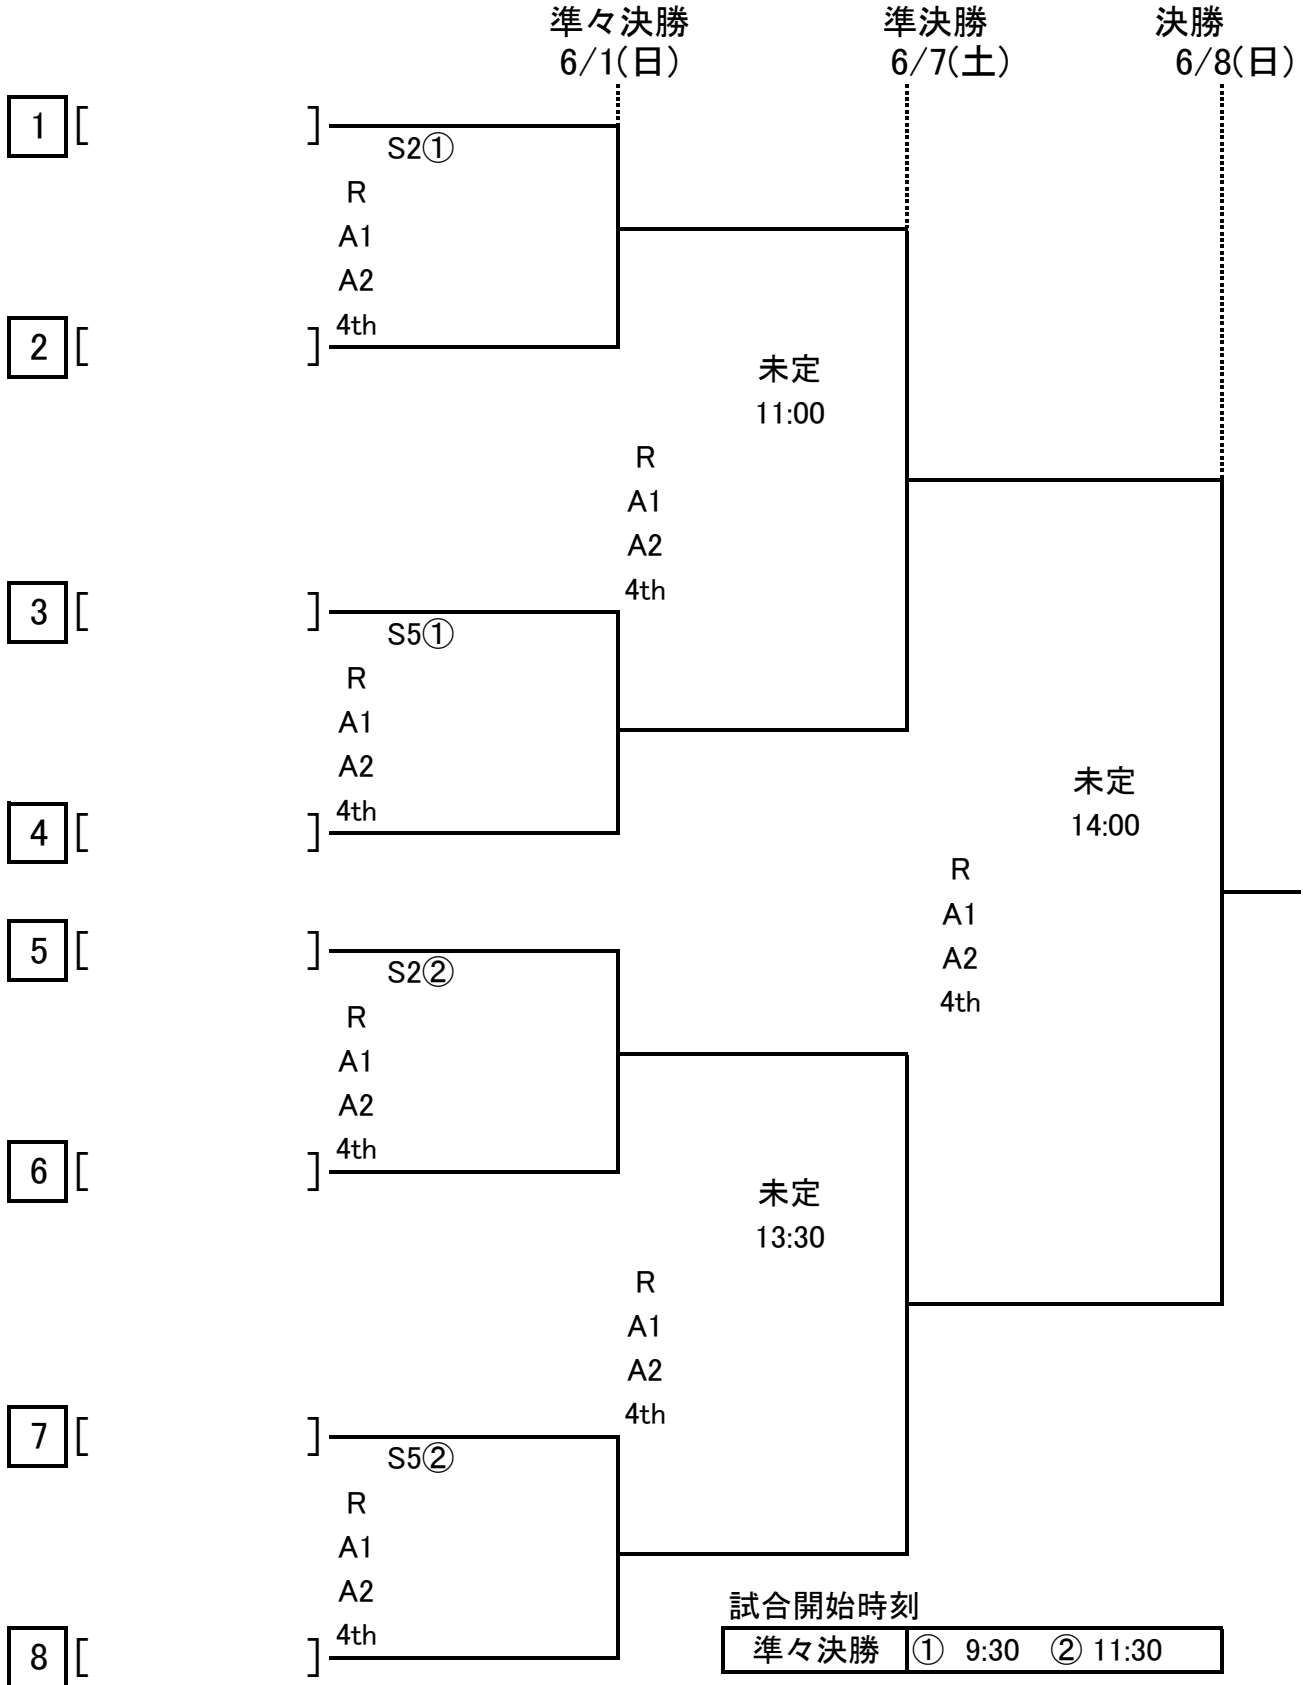 準々決勝 準決勝 決勝
6/1(日) 6/7(土) 6/8(日)
1 [ ]
S2①
R
A1
A2
4th
2 [ ]
未定
11:00
R
A1
A2
4th
3 [ ]
S5①
R
A1
A2
4th
4 [ ]
未定
14:00
R
A1
A2
4th
5 [ ]
S2②
R
A1
A2
4th
6 [ ]
未定
13:30
R
A1
A2
4th
7 [ ]
S5②
R
A1
A2
4th
8 [ ]
試合開始時刻
準々決勝 ① 9:30 ② 11:30